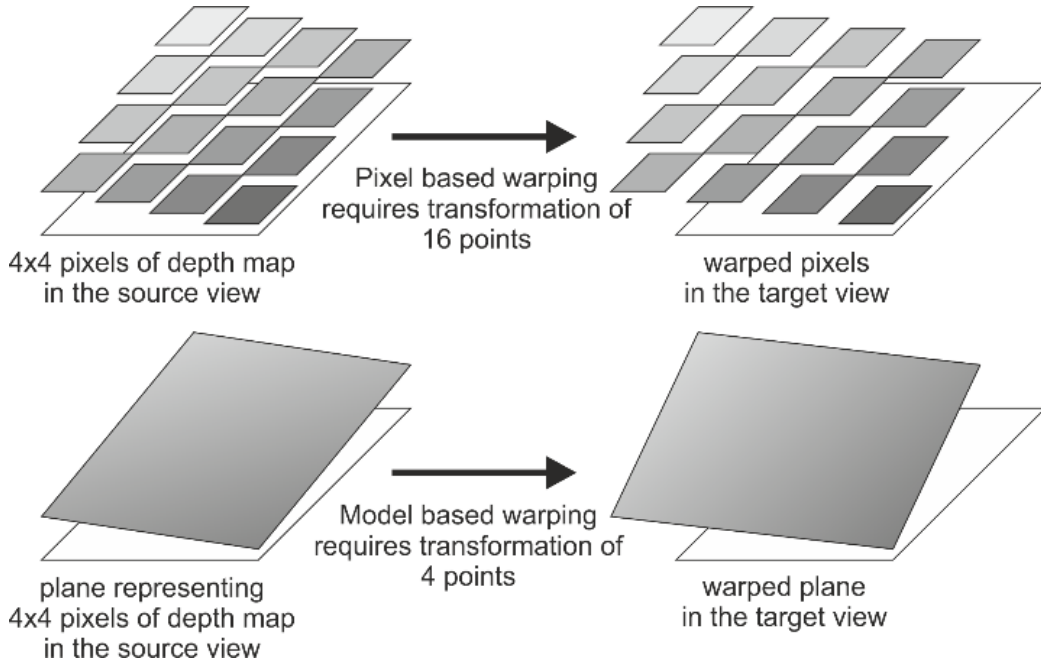 Pixel based warping
requires transformation of
16 points
4x4 pixels of depth map
in the source view
warped pixels
in the target view
Model based warping
requires transformation of
4 points
plane representing
4x4 pixels of depth map
in the source view
warped plane
in the target view